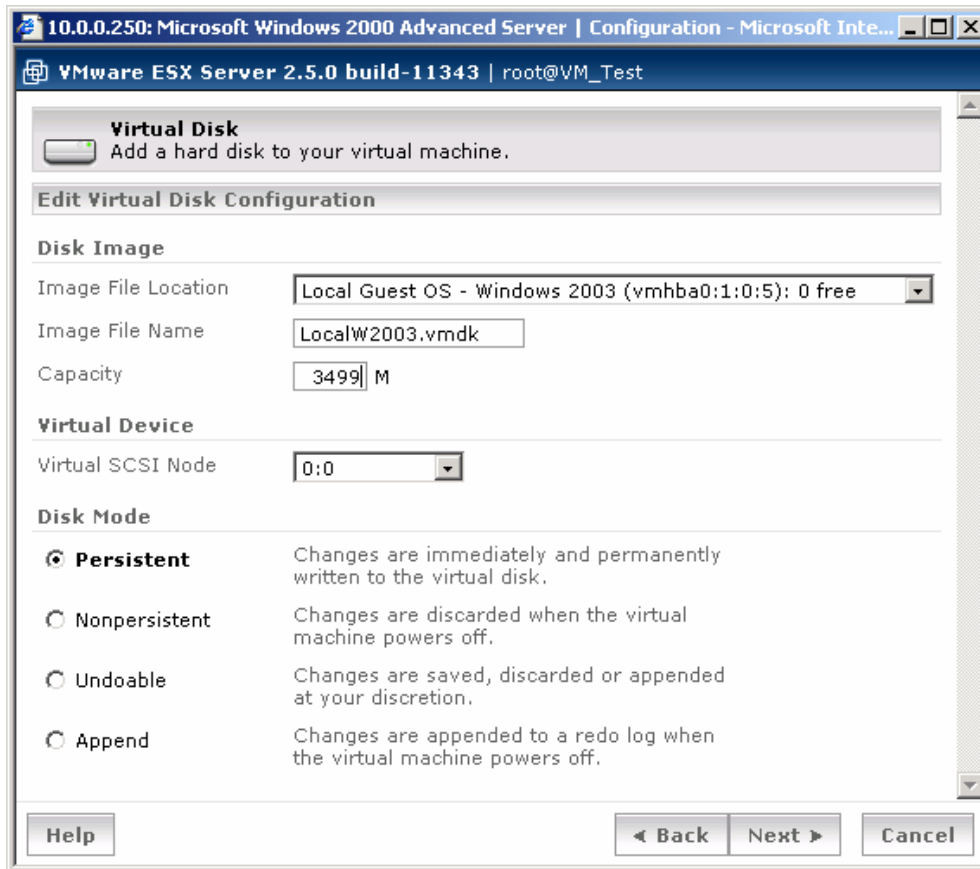 10.0.0.250: Microsoft Windows 2000 Advanced Server | Configuration - Microsoft Inte...
VMware ESX Server 2.5.0 build-11343 | root@VM_Test
Virtual Disk
Add a hard disk to your virtual machine.
Edit Virtual Disk Configuration
Disk Image
Image File Location Local Guest OS - Windows 2003 (vmhba0:1:0:5): 0 free
Image File Name LocalW2003.vmdk
Capacity 3499 M
Virtual Device
Virtual SCSI Node 0:0
Disk Mode
Persistent Changes are immediately and permanently
written to the virtual disk.
Nonpersistent Changes are discarded when the virtual
machine powers off.
Undoable Changes are saved, discarded or appended
at your discretion.
Append Changes are appended to a redo log when
the virtual machine powers off.
Help Back Next Cancel